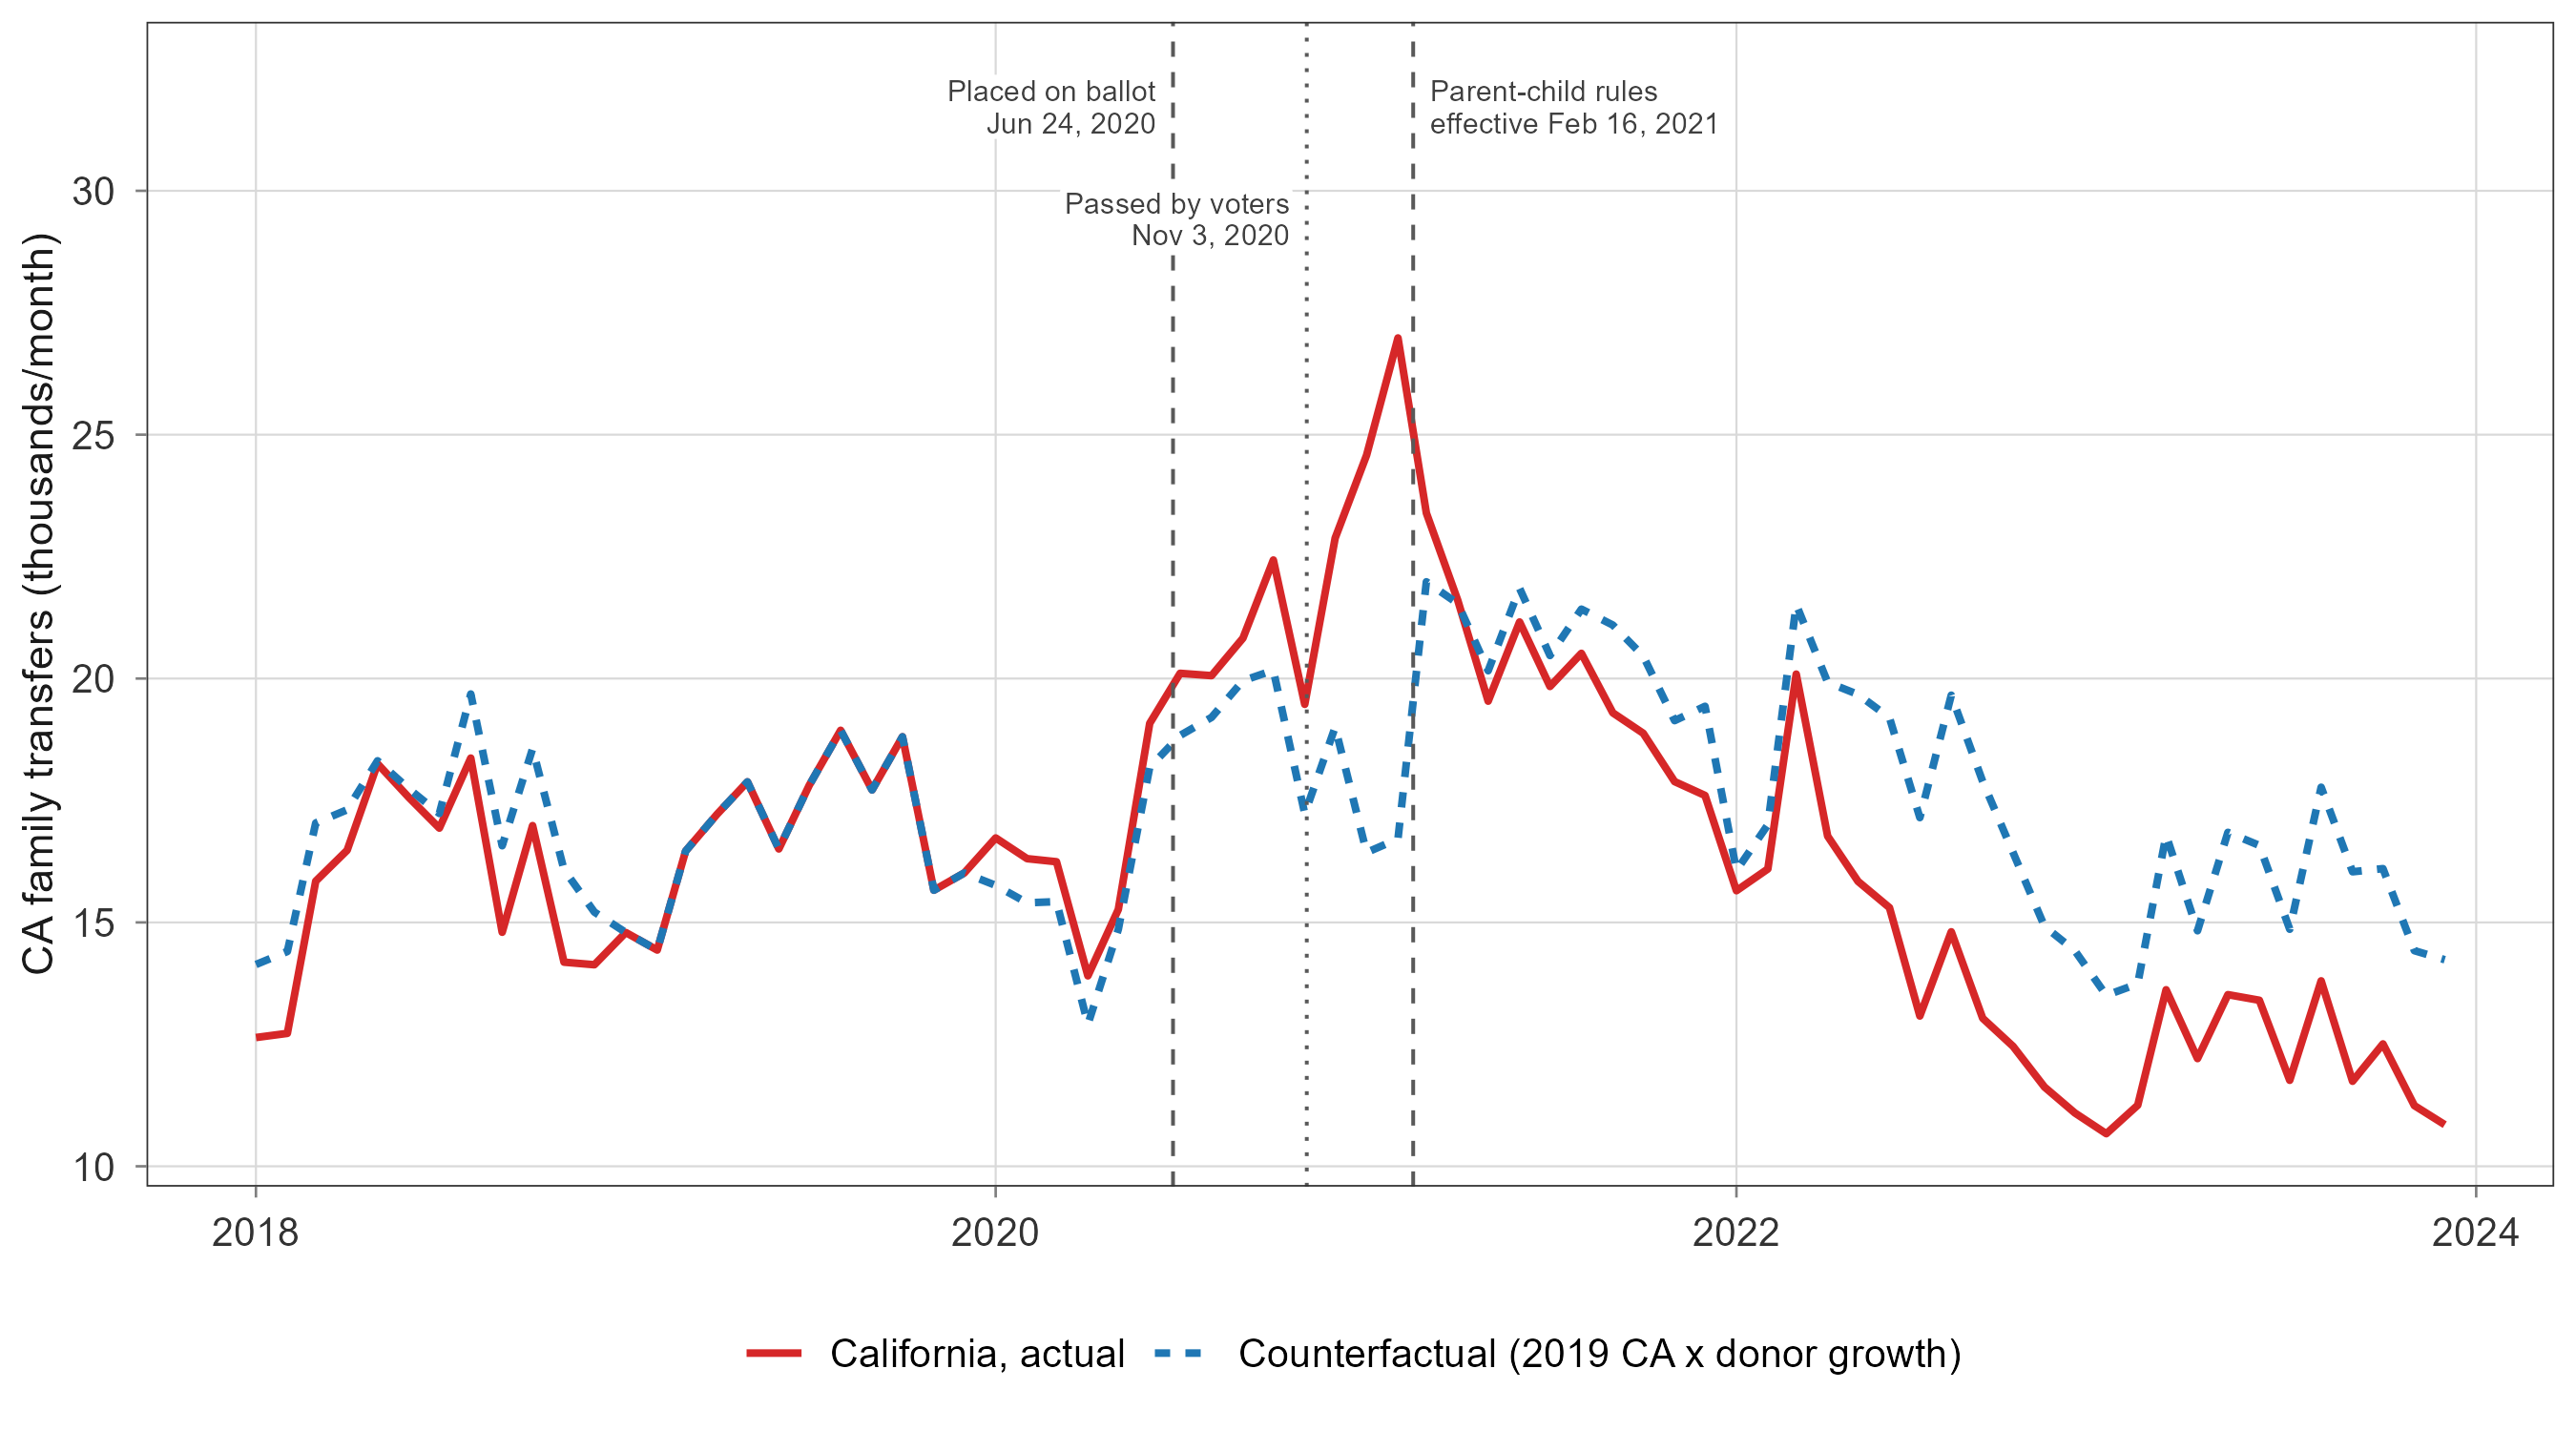 Placed on ballot
Jun 24, 2020
Parent-child rules
effective Feb 16, 2021
Passed by voters
Nov 3, 2020
CA family transfers (thousands/month)
30
25
20
15
10
2018
2020
2022
2024
California, actual
Counterfactual (2019 CA x donor growth)